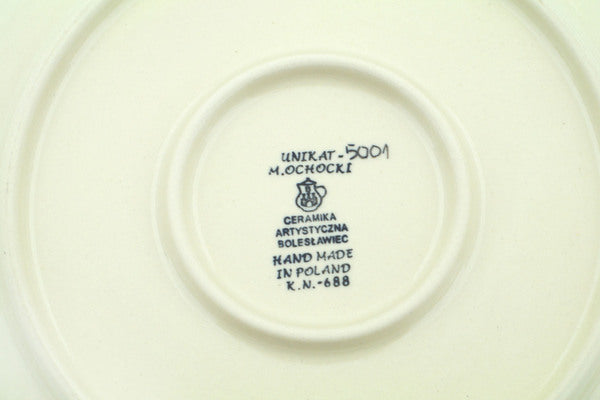 UNIKAT-5001
M.OCHOCKI
CERAMIKA
ARTYSTYCZNA
BOLESŁAWIEC
HAND MADE
IN POLAND
K.N.-688